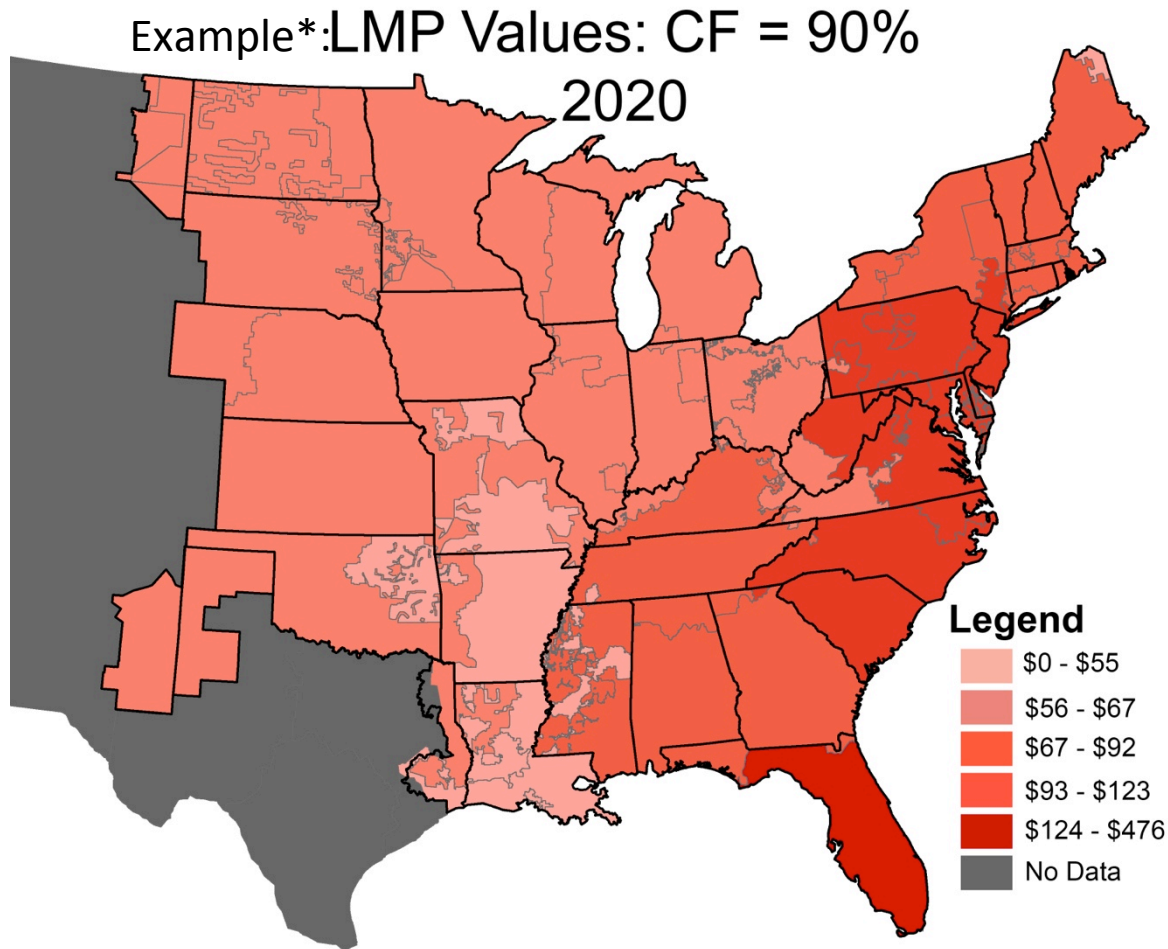 Example*:LMP Values: CF = 90%
2020
Legend
$0 - $55
$56 - $67
$67 - $92
$93 - $123
$124 - $476
No Data